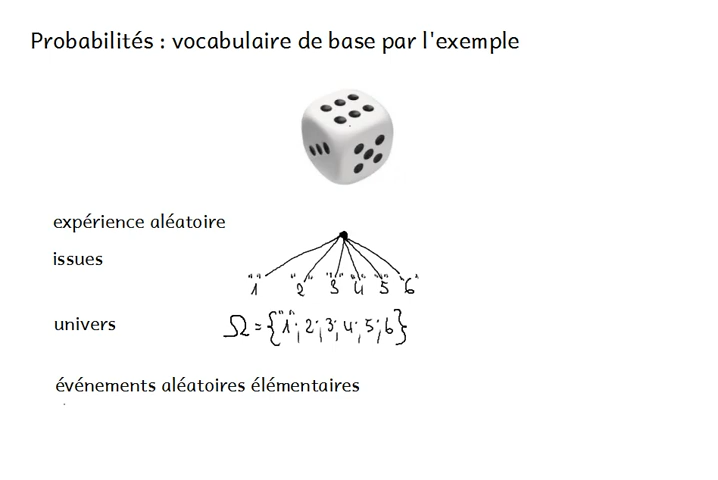 Probabilités : vocabulaire de base par l'exemple
expérience aléatoire
issues
"1" "2" "3" "4" "5" "6"
univers
Ω = {"1"; 2; 3; 4; 5; 6}
événements aléatoires élémentaires